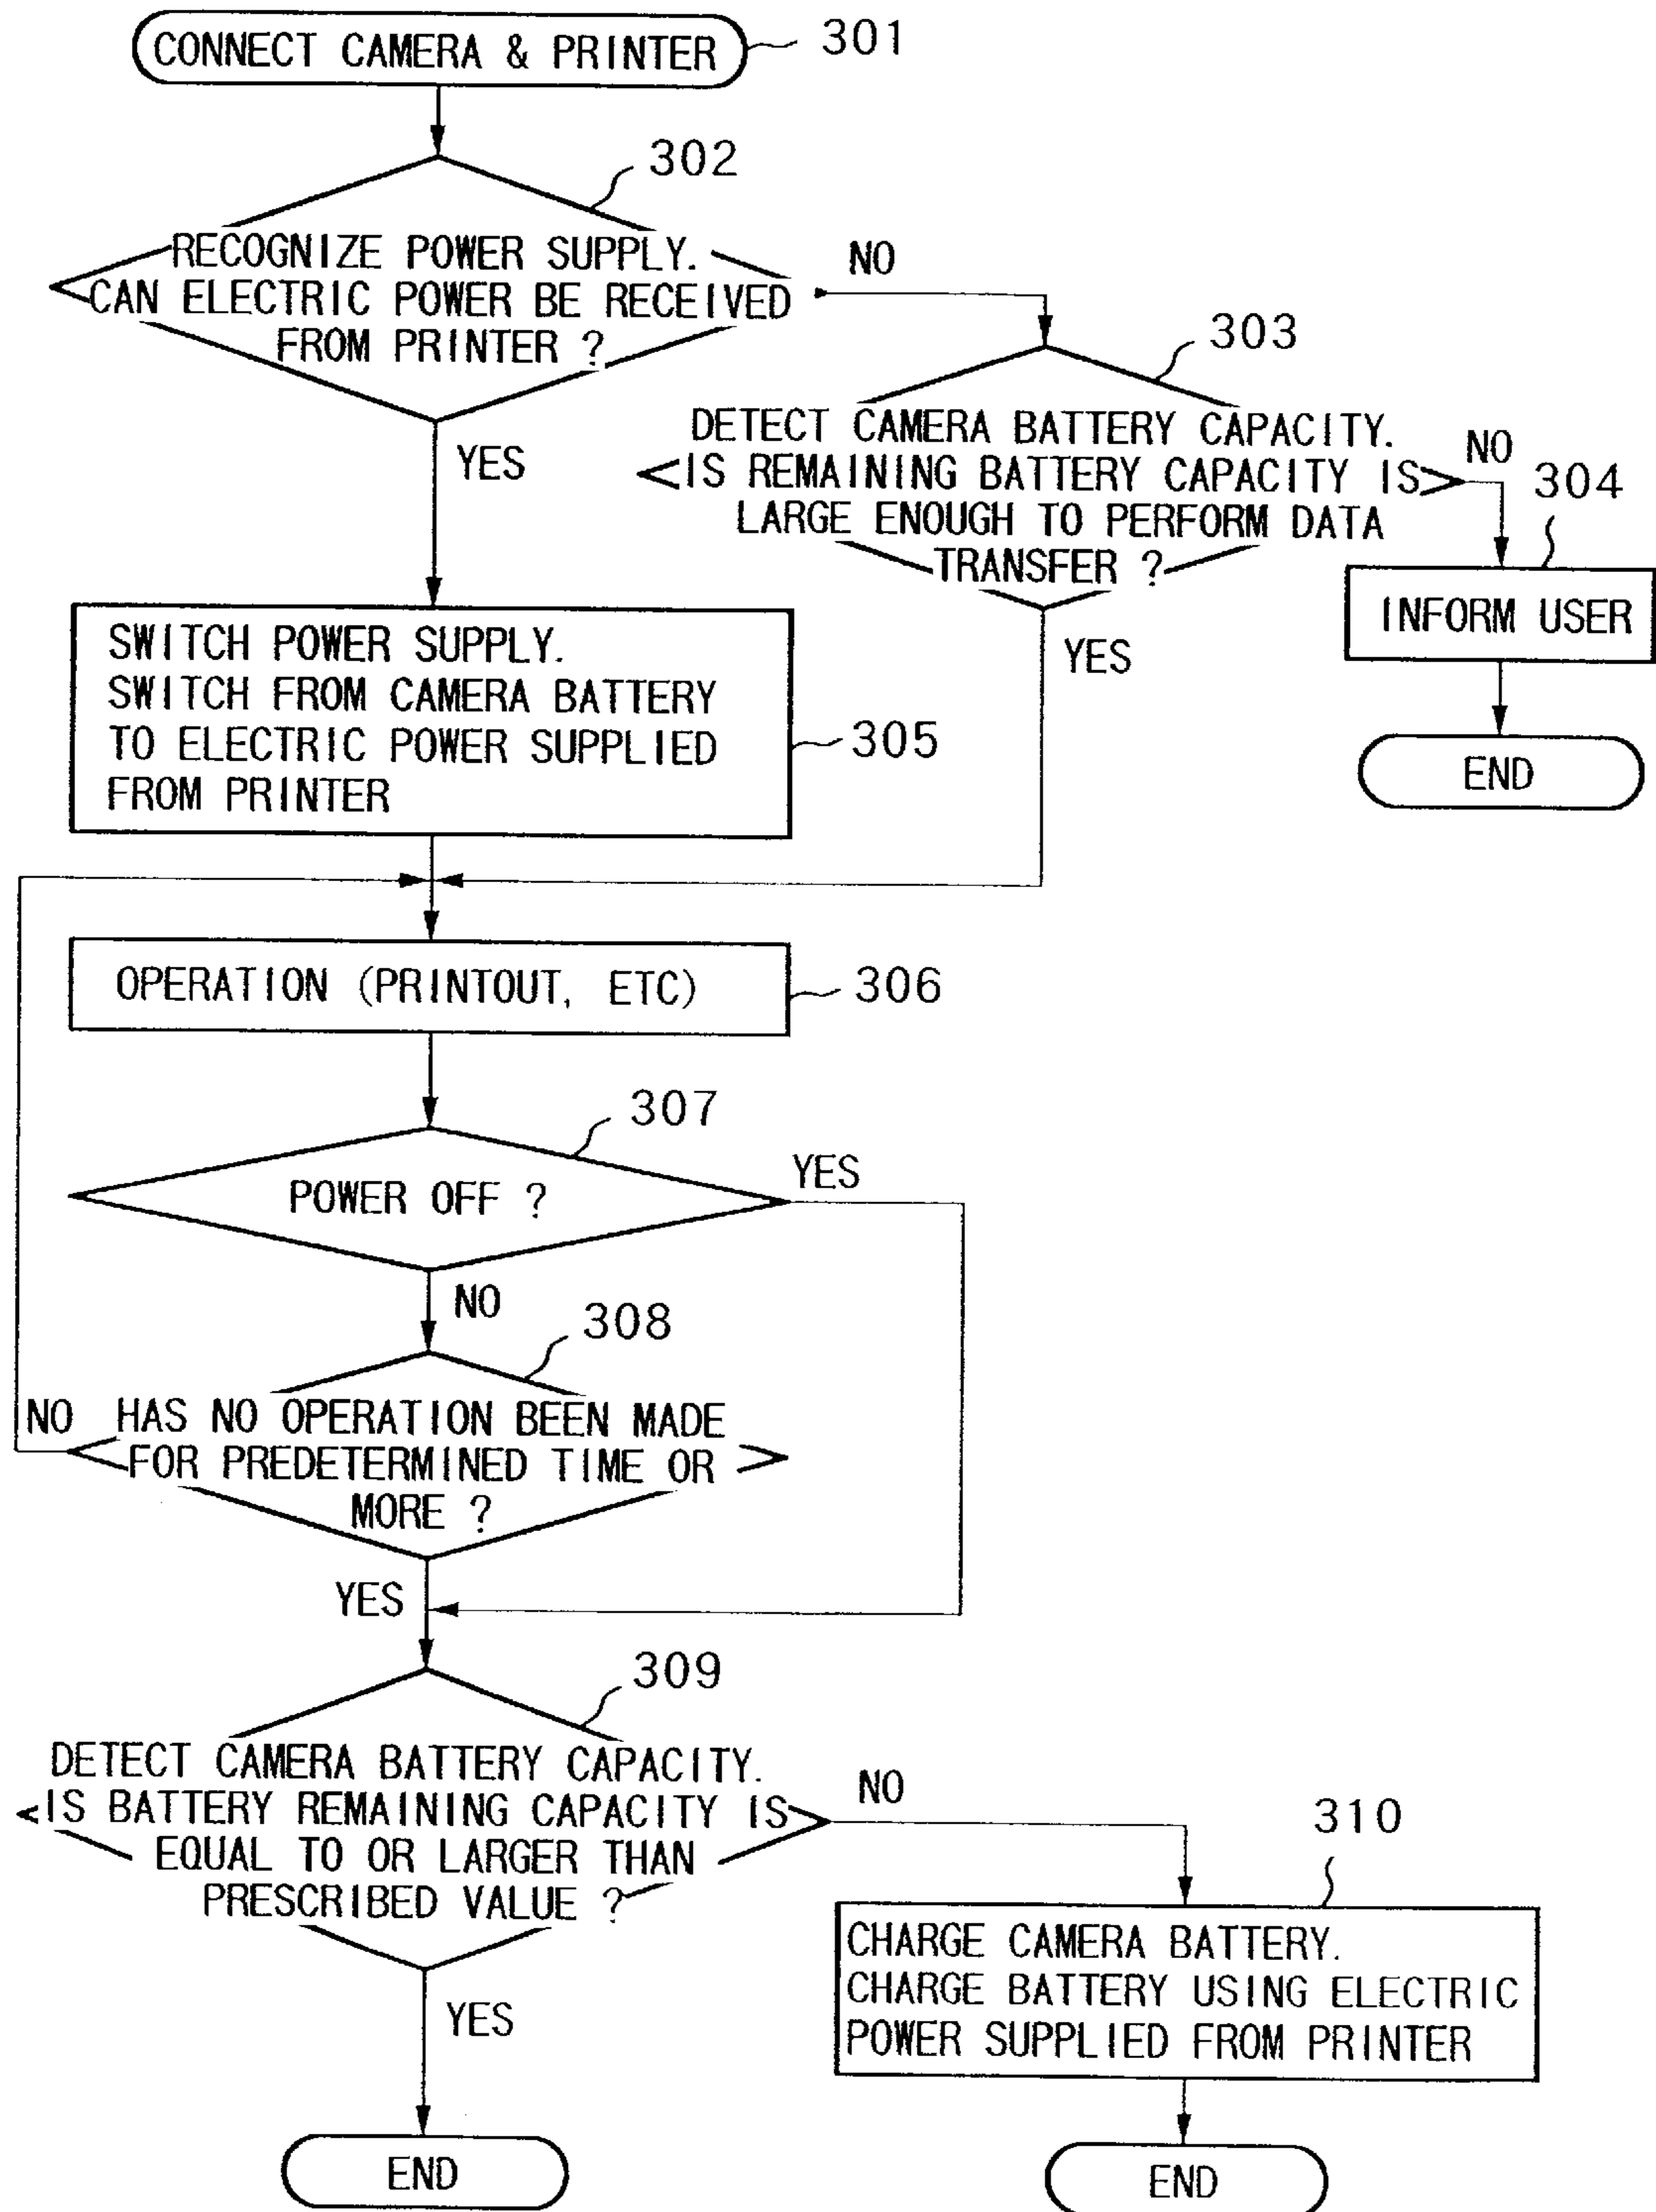 CONNECT CAMERA & PRINTER
301
302
RECOGNIZE POWER SUPPLY.
CAN ELECTRIC POWER BE RECEIVED
FROM PRINTER ?
NO
YES
303
DETECT CAMERA BATTERY CAPACITY.
IS REMAINING BATTERY CAPACITY IS
LARGE ENOUGH TO PERFORM DATA
TRANSFER ?
NO
YES
304
INFORM USER
END
SWITCH POWER SUPPLY.
SWITCH FROM CAMERA BATTERY
TO ELECTRIC POWER SUPPLIED
FROM PRINTER
305
OPERATION (PRINTOUT, ETC)
306
307
POWER OFF ?
YES
NO
308
NO
HAS NO OPERATION BEEN MADE
FOR PREDETERMINED TIME OR
MORE ?
YES
309
DETECT CAMERA BATTERY CAPACITY.
IS BATTERY REMAINING CAPACITY IS
EQUAL TO OR LARGER THAN
PRESCRIBED VALUE ?
NO
YES
310
CHARGE CAMERA BATTERY.
CHARGE BATTERY USING ELECTRIC
POWER SUPPLIED FROM PRINTER
END
END